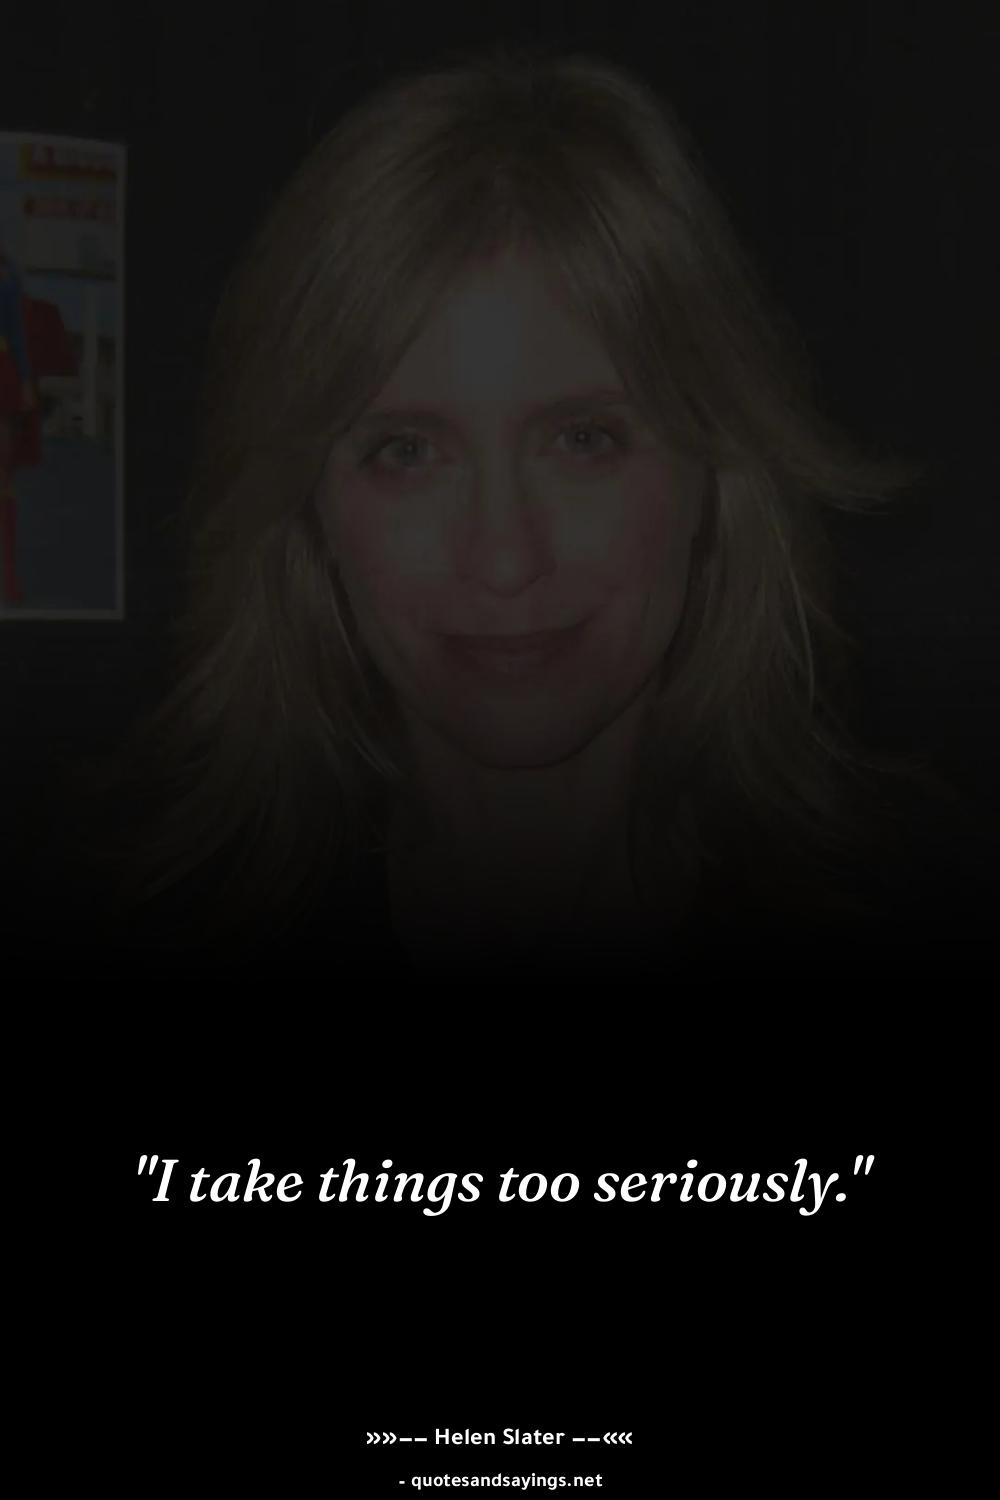 "I take things too seriously."
»»–– Helen Slater ––««
- quotesandsayings.net